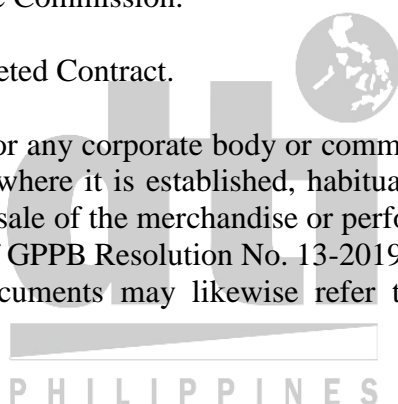 e Commission.
eted Contract.
or any corporate body or comm
where it is established, habitua
sale of the merchandise or perfo
f GPPB Resolution No. 13-2019
cuments may likewise refer t
dti
PHILIPPINES